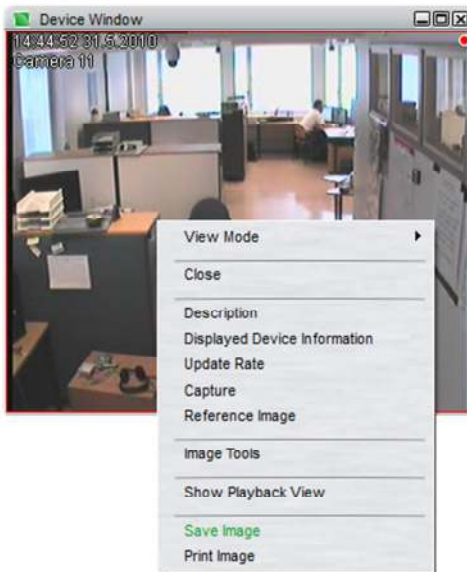 Device Window
14:44:52 31.5.2010
Camera 11
View Mode
Close
Description
Displayed Device Information
Update Rate
Capture
Reference Image
Image Tools
Show Playback View
Save Image
Print Image